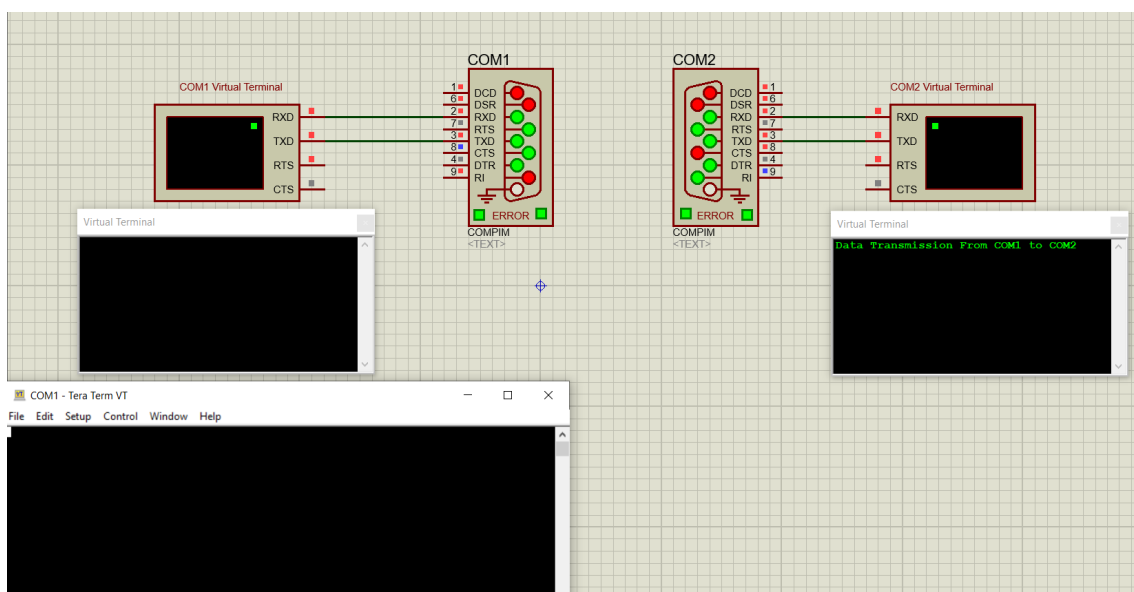 COM1
COM2
COM1 Virtual Terminal
COM2 Virtual Terminal
RXD
TXD
RTS
CTS
1
6
2
7
3
8
4
9
DCD
DSR
RXD
RTS
TXD
CTS
DTR
RI
ERROR
COMPIM
<TEXT>
DCD
DSR
RXD
RTS
TXD
CTS
DTR
RI
1
6
2
7
3
8
4
9
ERROR
COMPIM
<TEXT>
RXD
TXD
RTS
CTS
Virtual Terminal
Virtual Terminal
Data Transmission From COM1 to COM2
VT COM1 - Tera Term VT
File Edit Setup Control Window Help